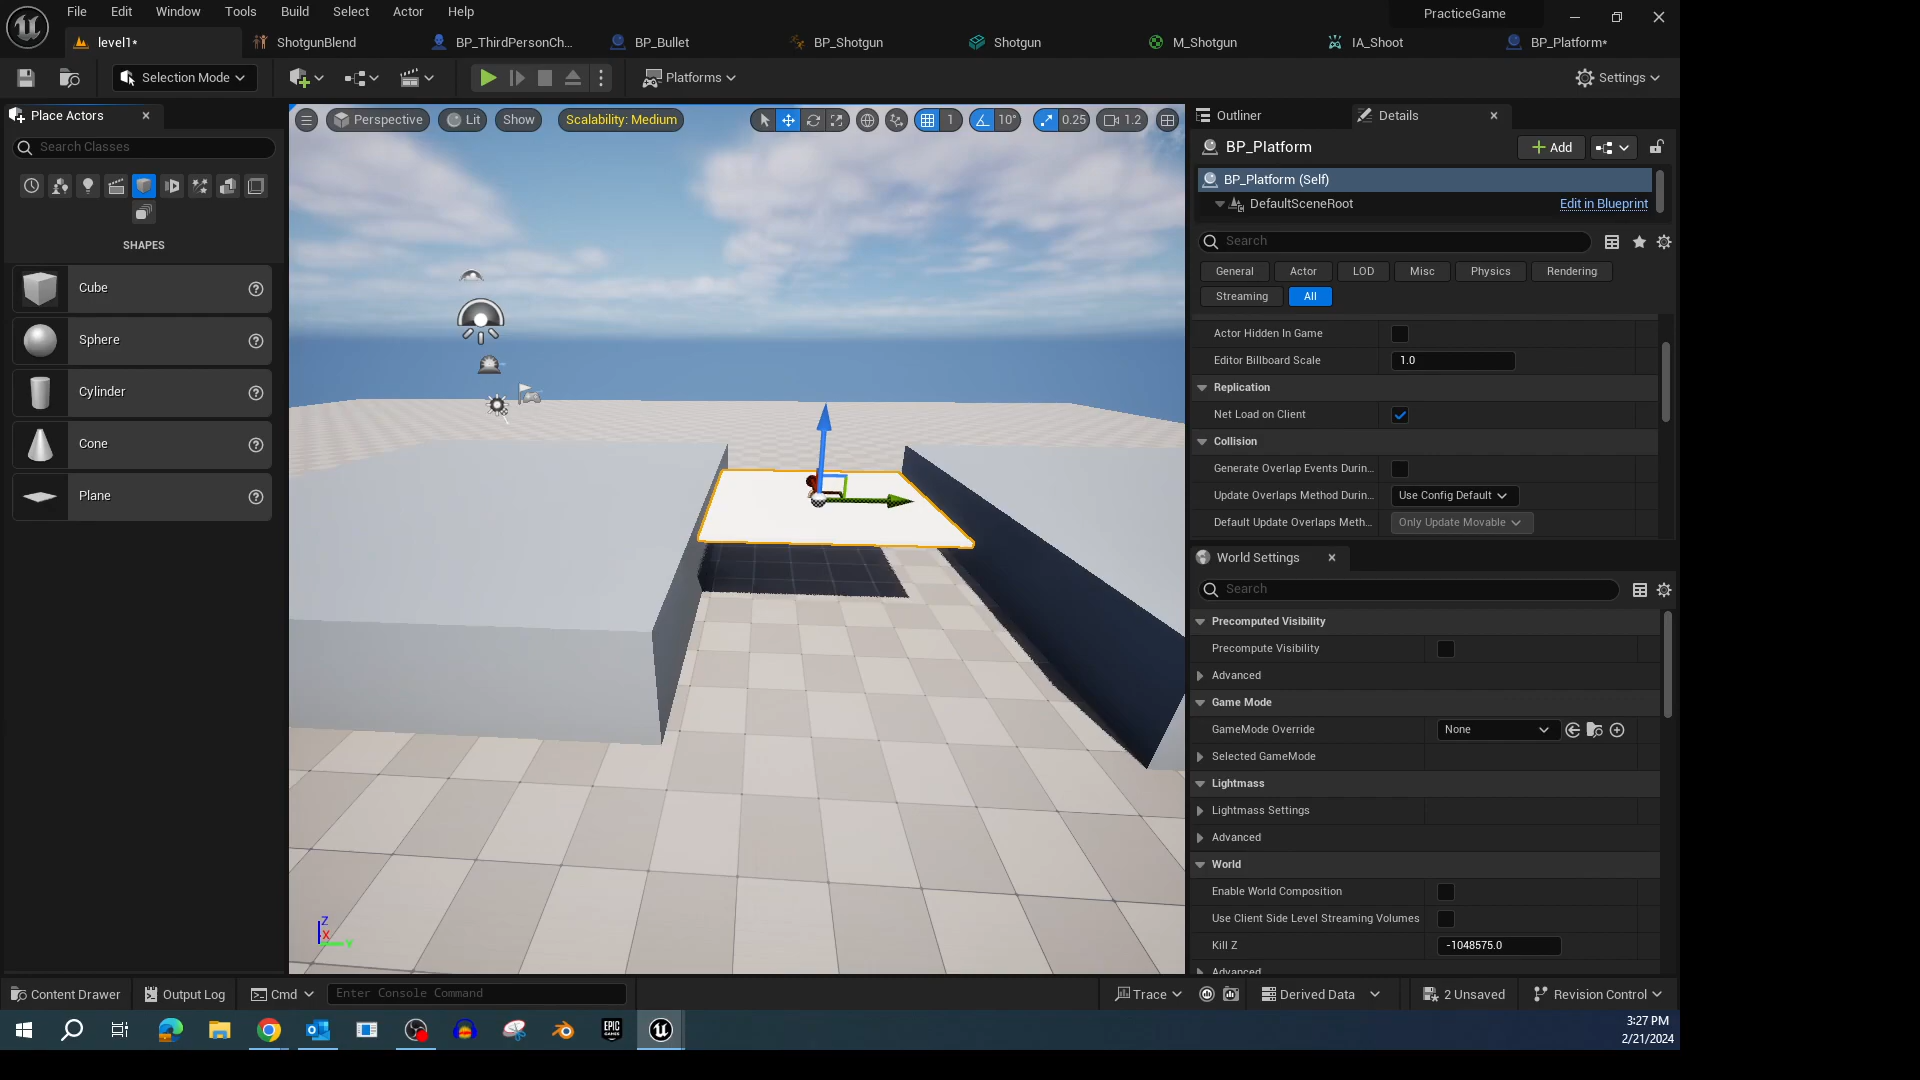 File Edit Window Tools Build Select Actor Help
PracticeGame
level1* ShotgunBlend BP_ThirdPersonCh... BP_Bullet BP_Shotgun Shotgun M_Shotgun IA_Shoot BP_Platform*
Selection Mode Platforms Settings
Place Actors
Search Classes
SHAPES
Cube
Sphere
Cylinder
Cone
Plane
Perspective Lit Show Scalability: Medium 1 10° 0.25 1.2
Z
X
Y
Outliner Details
BP_Platform Add
BP_Platform (Self)
DefaultSceneRoot Edit in Blueprint
Search
General Actor LOD Misc Physics Rendering
Streaming All
Actor Hidden In Game
Editor Billboard Scale 1.0
Replication
Net Load on Client
Collision
Generate Overlap Events Durin...
Update Overlaps Method Durin... Use Config Default
Default Update Overlaps Meth... Only Update Movable
World Settings
Search
Precomputed Visibility
Precompute Visibility
Advanced
Game Mode
GameMode Override None
Selected GameMode
Lightmass
Lightmass Settings
Advanced
World
Enable World Composition
Use Client Side Level Streaming Volumes
Kill Z -1048575.0
Advanced
Content Drawer Output Log Cmd Enter Console Command Trace Derived Data 2 Unsaved Revision Control
EPIC GAMES
3:27 PM
2/21/2024